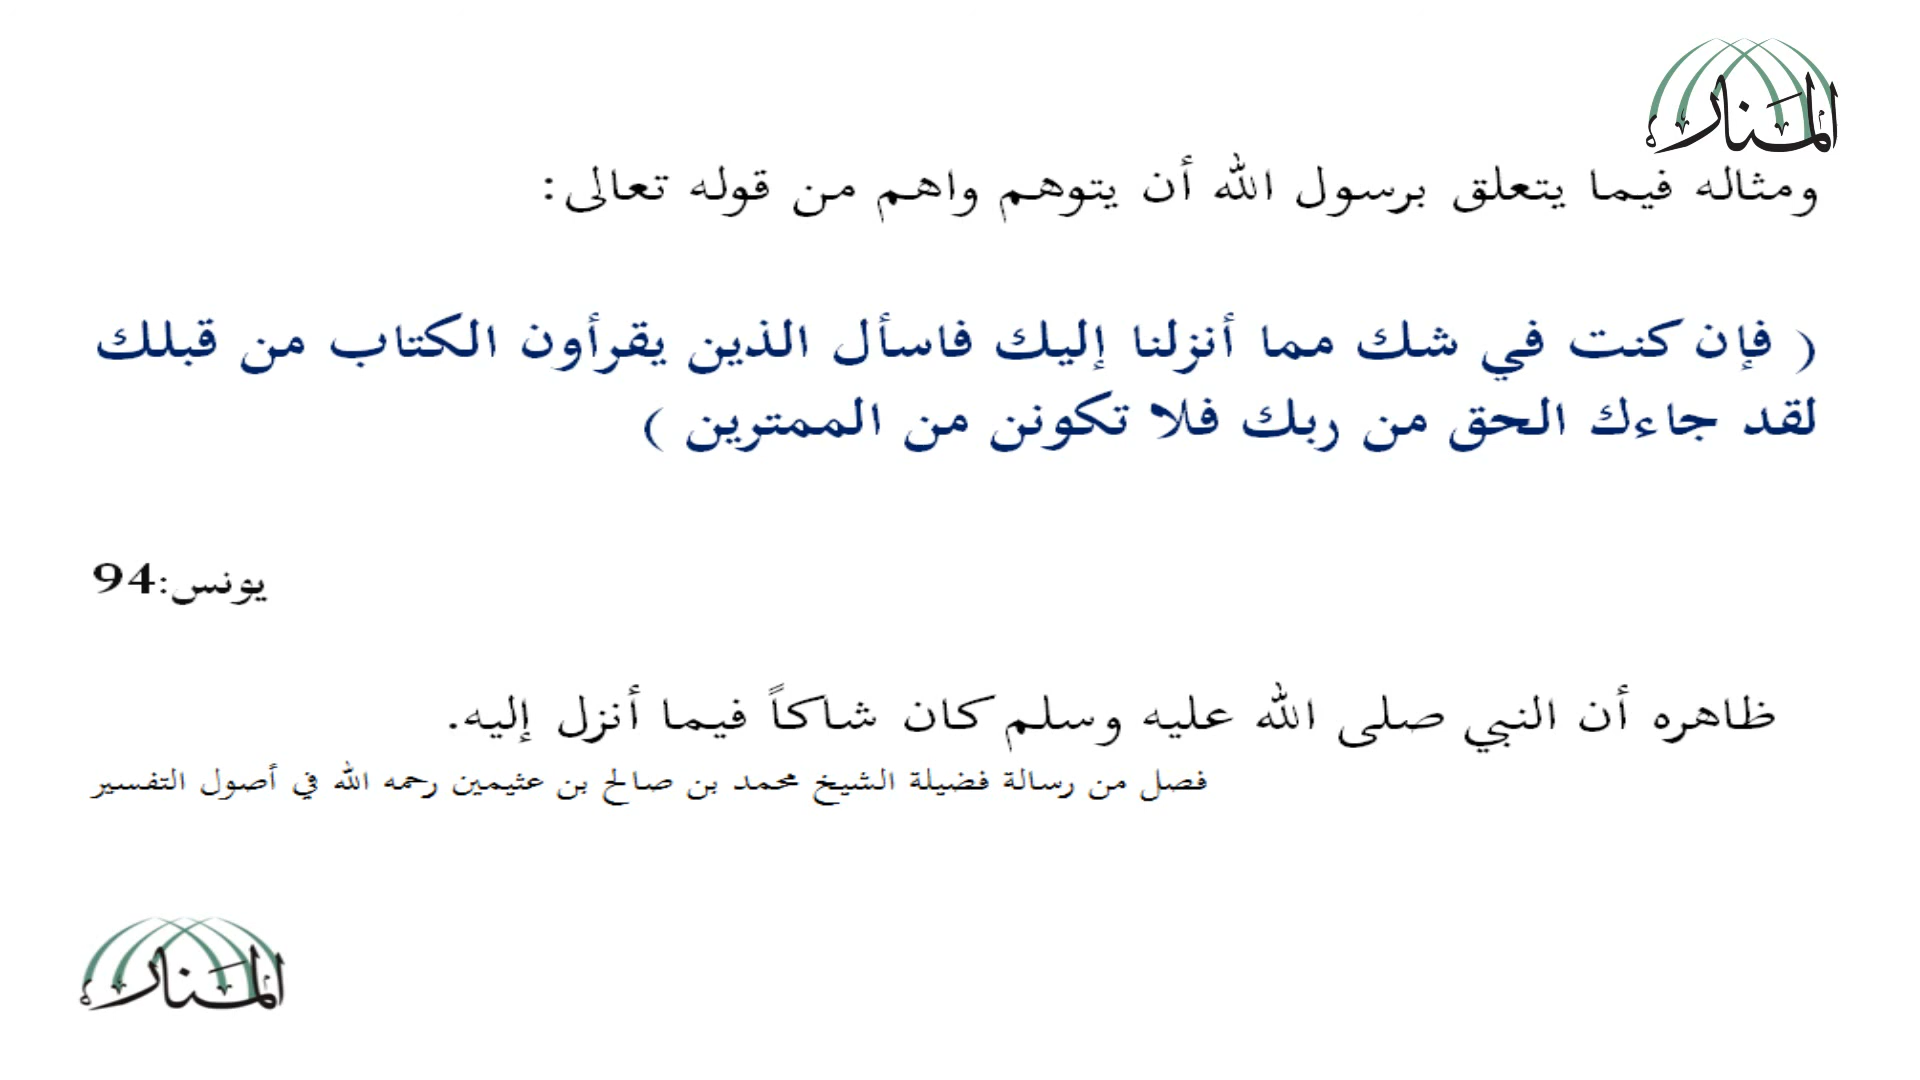 المنارة
ومثاله فيما يتعلق برسول الله أن يتوهم واهم من قوله تعالى:
( فإن كنت في شك مما أنزلنا إليك فاسأل الذين يقرأون الكتاب من قبلك
لقد جاءك الحق من ربك فلا تكونن من الممترين )
يونس:94
ظاهره أن النبي صلى الله عليه وسلم كان شاكاً فيما أنزل إليه.
فصل من رسالة فضيلة الشيخ محمد بن صالح بن عثيمين رحمه الله في أصول التفسير
المنارة